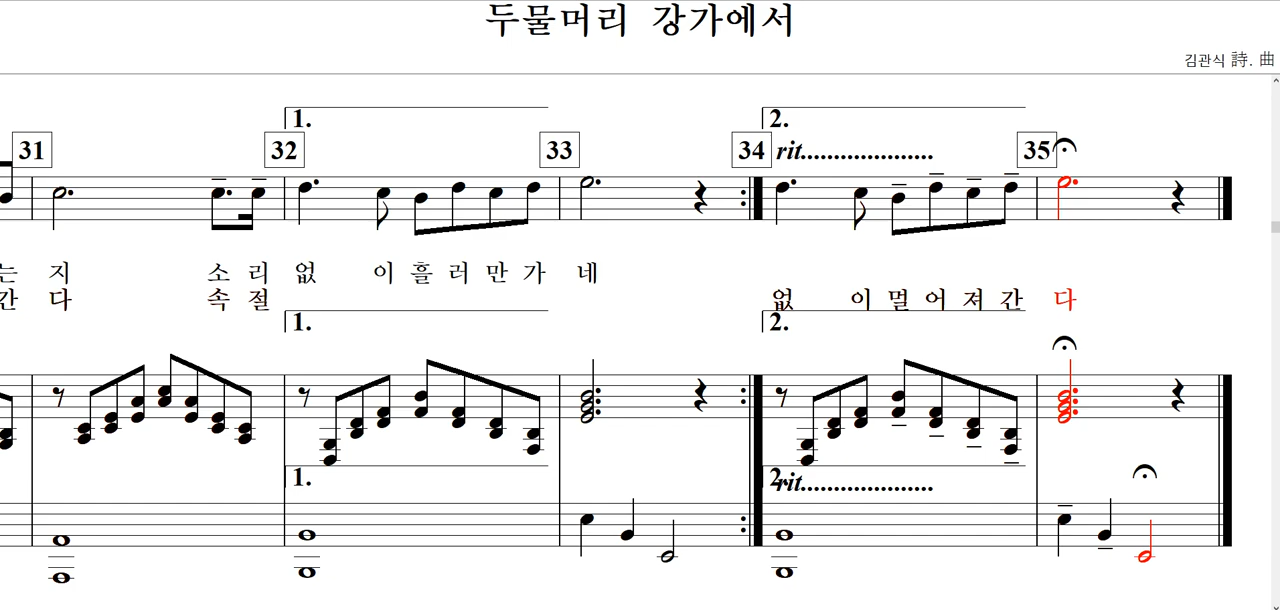 두물머리 강가에서
김관식 詩. 曲
1. 2.
31 32 33 34 rit.................... 35
는 지 소 리 없 이 흘 러 만 가 네
간 다 속 절 없 이 멀 어 져 간 다
1. 2.
1. 2.
rit....................